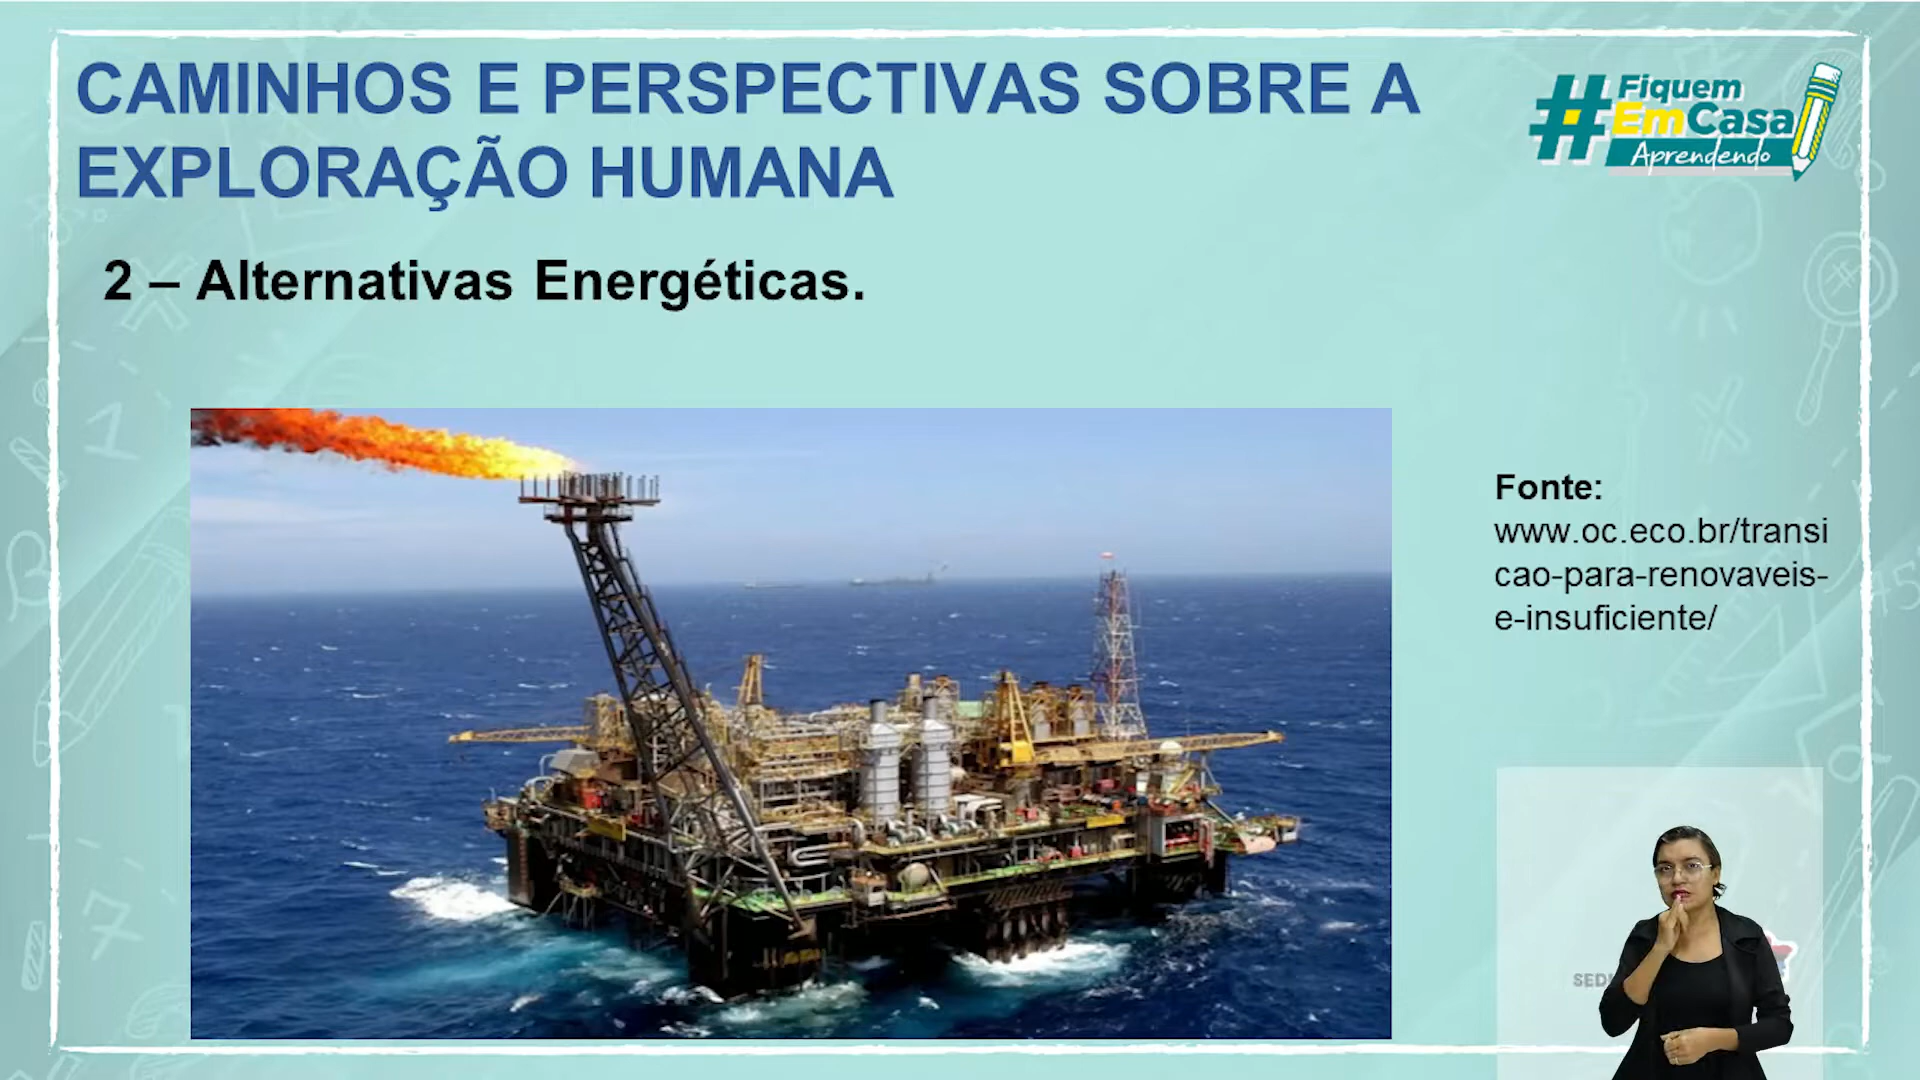 CAMINHOS E PERSPECTIVAS SOBRE A
EXPLORAÇÃO HUMANA
#Fiquem
EmCasa
Aprendendo
2 – Alternativas Energéticas.
Fonte:
www.oc.eco.br/transi
cao-para-renovaveis-
e-insuficiente/